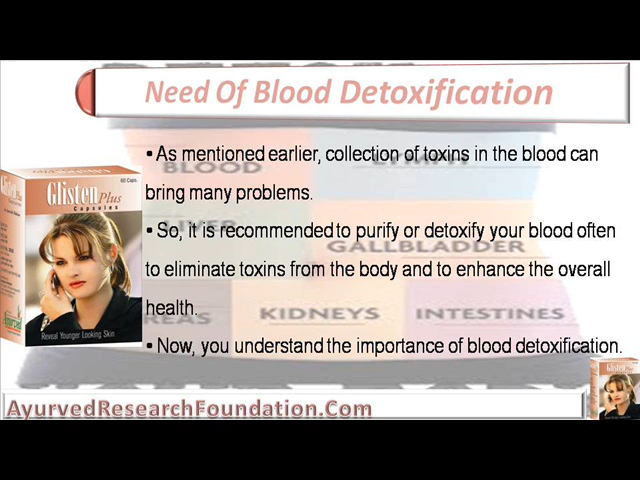 Need Of Blood Detoxification
• As mentioned earlier, collection of toxins in the blood can
bring many problems.
• So, it is recommended to purify or detoxify your blood often
to eliminate toxins from the body and to enhance the overall
health.
• Now, you understand the importance of blood detoxification.
BLOOD
LYMPH
LIVER
GALLBLADDER
KIDNEYS
INTESTINES
60 Caps.
Glisten Plus
Capsules
Reveal Younger Looking Skin
AyurvedResearchFoundation.Com